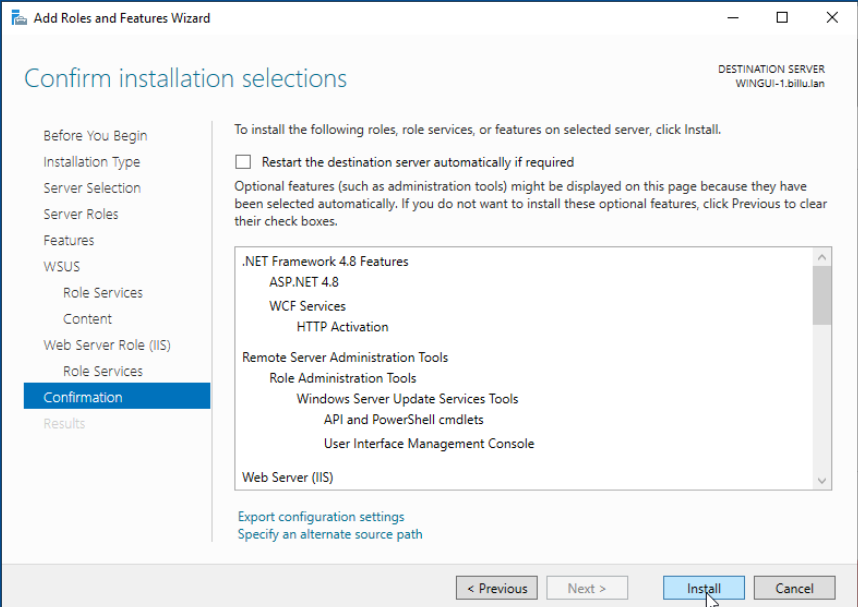 Add Roles and Features Wizard
Confirm installation selections
DESTINATION SERVER
WINGUI-1.billu.lan
Before You Begin
Installation Type
Server Selection
Server Roles
Features
WSUS
Role Services
Content
Web Server Role (IIS)
Role Services
Confirmation
Results
To install the following roles, role services, or features on selected server, click Install.
Restart the destination server automatically if required
Optional features (such as administration tools) might be displayed on this page because they have
been selected automatically. If you do not want to install these optional features, click Previous to clear
their check boxes.
.NET Framework 4.8 Features
ASP.NET 4.8
WCF Services
HTTP Activation
Remote Server Administration Tools
Role Administration Tools
Windows Server Update Services Tools
API and PowerShell cmdlets
User Interface Management Console
Web Server (IIS)
Export configuration settings
Specify an alternate source path
< Previous
Next >
Install
Cancel